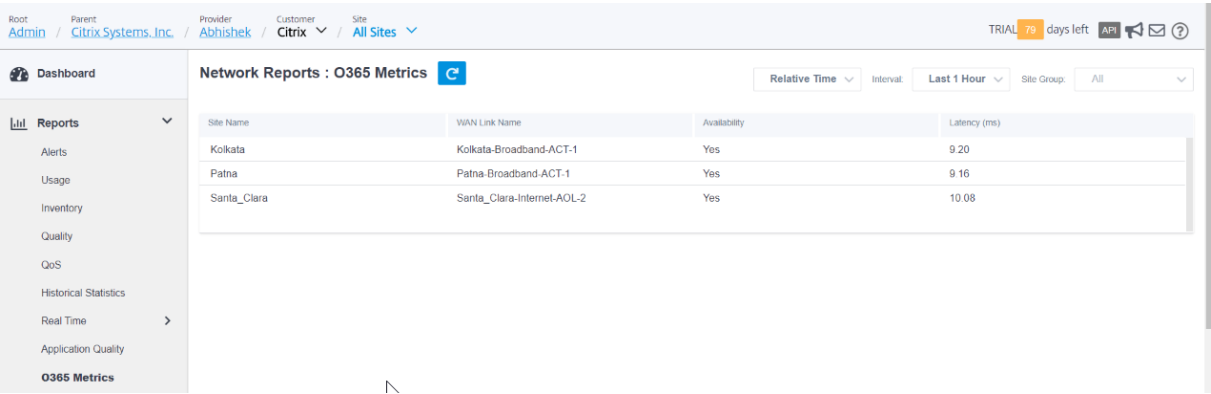 Root Parent Provider Customer Site
Admin / Citrix Systems, Inc. / Abhishek / Citrix / All Sites
TRIAL 79 days left API ?
Dashboard
Network Reports : O365 Metrics
Relative Time Interval: Last 1 Hour Site Group: All
Reports
Site Name WAN Link Name Availability Latency (ms)
Kolkata Kolkata-Broadband-ACT-1 Yes 9.20
Patna Patna-Broadband-ACT-1 Yes 9.16
Santa_Clara Santa_Clara-Internet-AOL-2 Yes 10.08
Alerts
Usage
Inventory
Quality
QoS
Historical Statistics
Real Time
Application Quality
O365 Metrics